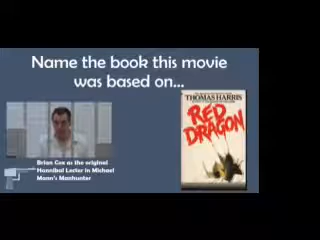 Name the book this movie
was based on...
THOMAS HARRIS
RED
DRAGON
Brian Cox as the original
Hannibal Lecter in Michael
Mann's Manhunter